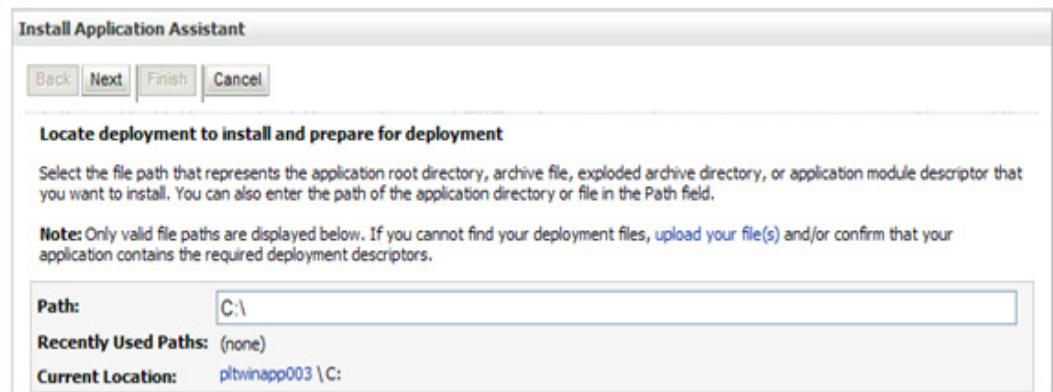 Install Application Assistant
Back Next Finish Cancel
Locate deployment to install and prepare for deployment
Select the file path that represents the application root directory, archive file, exploded archive directory, or application module descriptor that
you want to install. You can also enter the path of the application directory or file in the Path field.
Note: Only valid file paths are displayed below. If you cannot find your deployment files, upload your file(s) and/or confirm that your
application contains the required deployment descriptors.
Path: C:\
Recently Used Paths: (none)
Current Location: pltwinapp003 \ C: